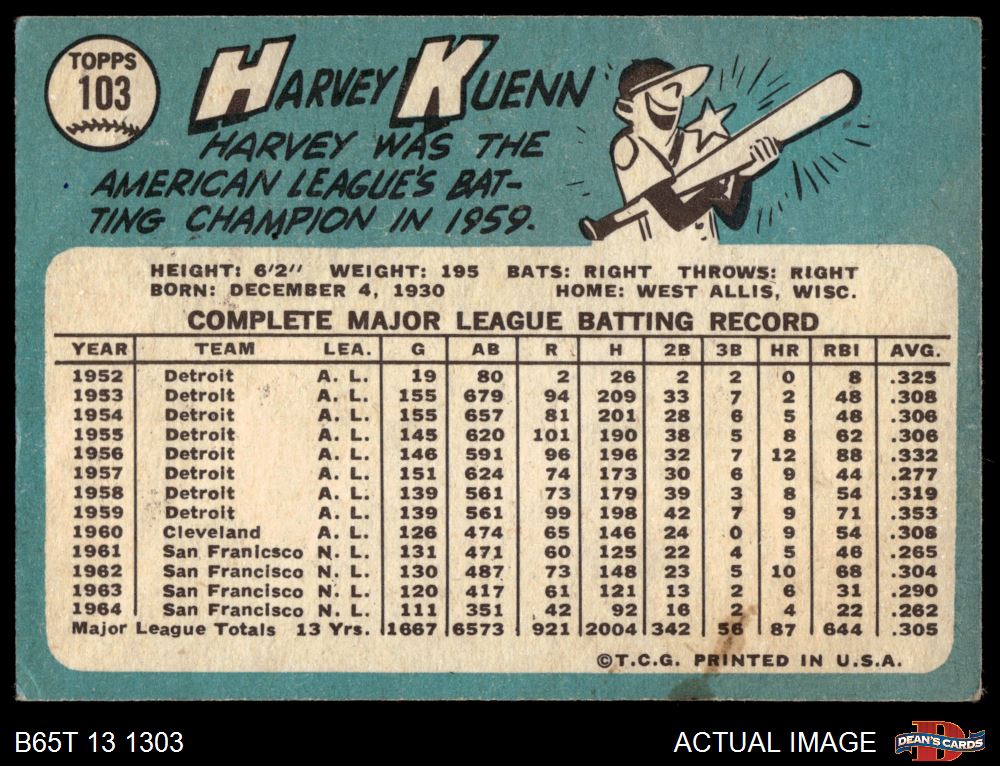 TOPPS
103
HARVEY KUENN
HARVEY WAS THE
AMERICAN LEAGUE'S BAT-
TING CHAMPION IN 1959.
HEIGHT: 6'2" WEIGHT: 195 BATS: RIGHT THROWS: RIGHT
BORN: DECEMBER 4, 1930 HOME: WEST ALLIS, WISC.
COMPLETE MAJOR LEAGUE BATTING RECORD
YEAR TEAM LEA. G AB R H 2B 3B HR RBI AVG.
1952 Detroit A. L. 19 80 2 26 2 2 0 8 .325
1953 Detroit A. L. 155 679 94 209 33 7 2 48 .308
1954 Detroit A. L. 155 657 81 201 28 6 5 48 .306
1955 Detroit A. L. 145 620 101 190 38 5 8 62 .306
1956 Detroit A. L. 146 591 96 196 32 7 12 88 .332
1957 Detroit A. L. 151 624 74 173 30 6 9 44 .277
1958 Detroit A. L. 139 561 73 179 39 3 8 54 .319
1959 Detroit A. L. 139 561 99 198 42 7 9 71 .353
1960 Cleveland A. L. 126 474 65 146 24 0 9 54 .308
1961 San Franicsco N. L. 131 471 60 125 22 4 5 46 .265
1962 San Francisco N. L. 130 487 73 148 23 5 10 68 .304
1963 San Francisco N. L. 120 417 61 121 13 2 6 31 .290
1964 San Francisco N. L. 111 351 42 92 16 2 4 22 .262
Major League Totals 13 Yrs. 1667 6573 921 2004 342 56 87 644 .305
©T.C.G. PRINTED IN U.S.A.
B65T 13 1303 ACTUAL IMAGE DEAN'S CARDS